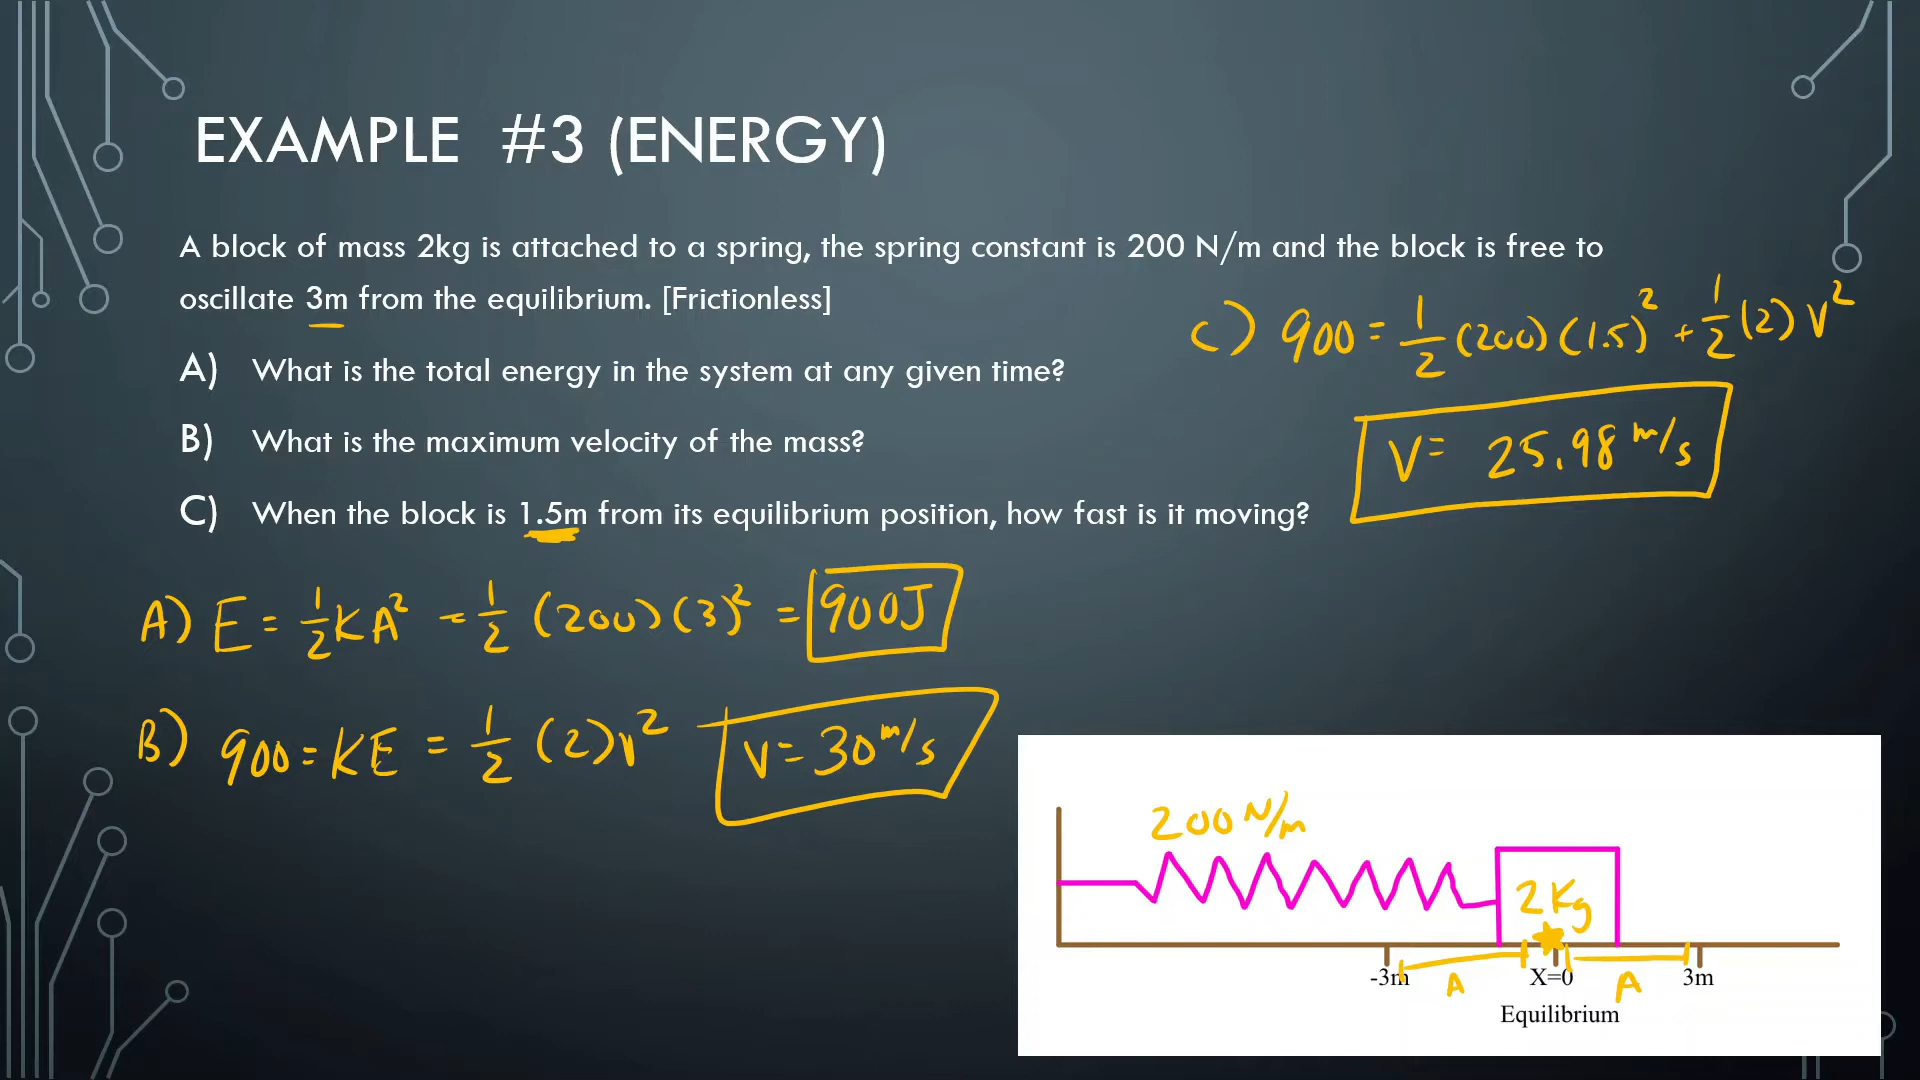 EXAMPLE #3 (ENERGY)
A block of mass 2kg is attached to a spring, the spring constant is 200 N/m and the block is free to
oscillate 3m from the equilibrium. [Frictionless]
A) What is the total energy in the system at any given time?
B) What is the maximum velocity of the mass?
C) When the block is 1.5m from its equilibrium position, how fast is it moving?
C) 900 = 1/2 (200) (1.5)² + 1/2 (2) V²
V = 25.98 m/s
A) E = 1/2 KA² = 1/2 (200) (3)² = 900J
B) 900 = KE = 1/2 (2) v² V = 30 m/s
200 N/m
2Kg
-3m A X=0 A 3m
Equilibrium